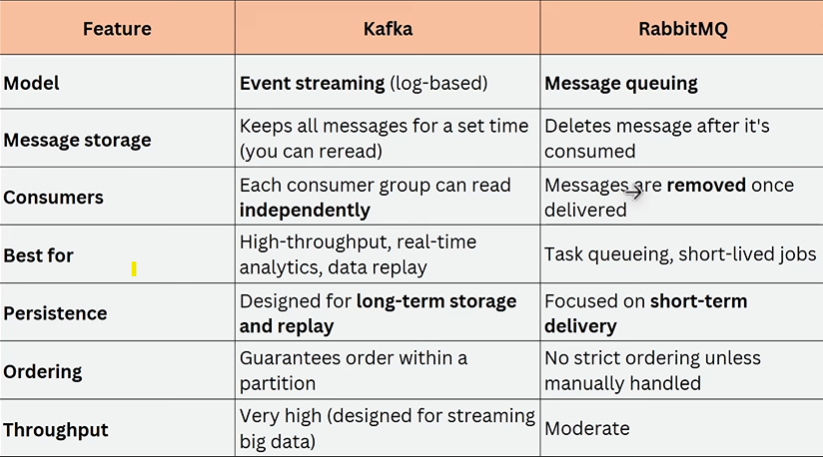 Feature Kafka RabbitMQ
Model Event streaming (log-based) Message queuing
Message storage Keeps all messages for a set time Deletes message after it's
(you can reread) consumed
Consumers Each consumer group can read Messages are removed once
independently delivered
Best for High-throughput, real-time Task queueing, short-lived jobs
analytics, data replay
Persistence Designed for long-term storage Focused on short-term
and replay delivery
Ordering Guarantees order within a No strict ordering unless
partition manually handled
Throughput Very high (designed for streaming Moderate
big data)